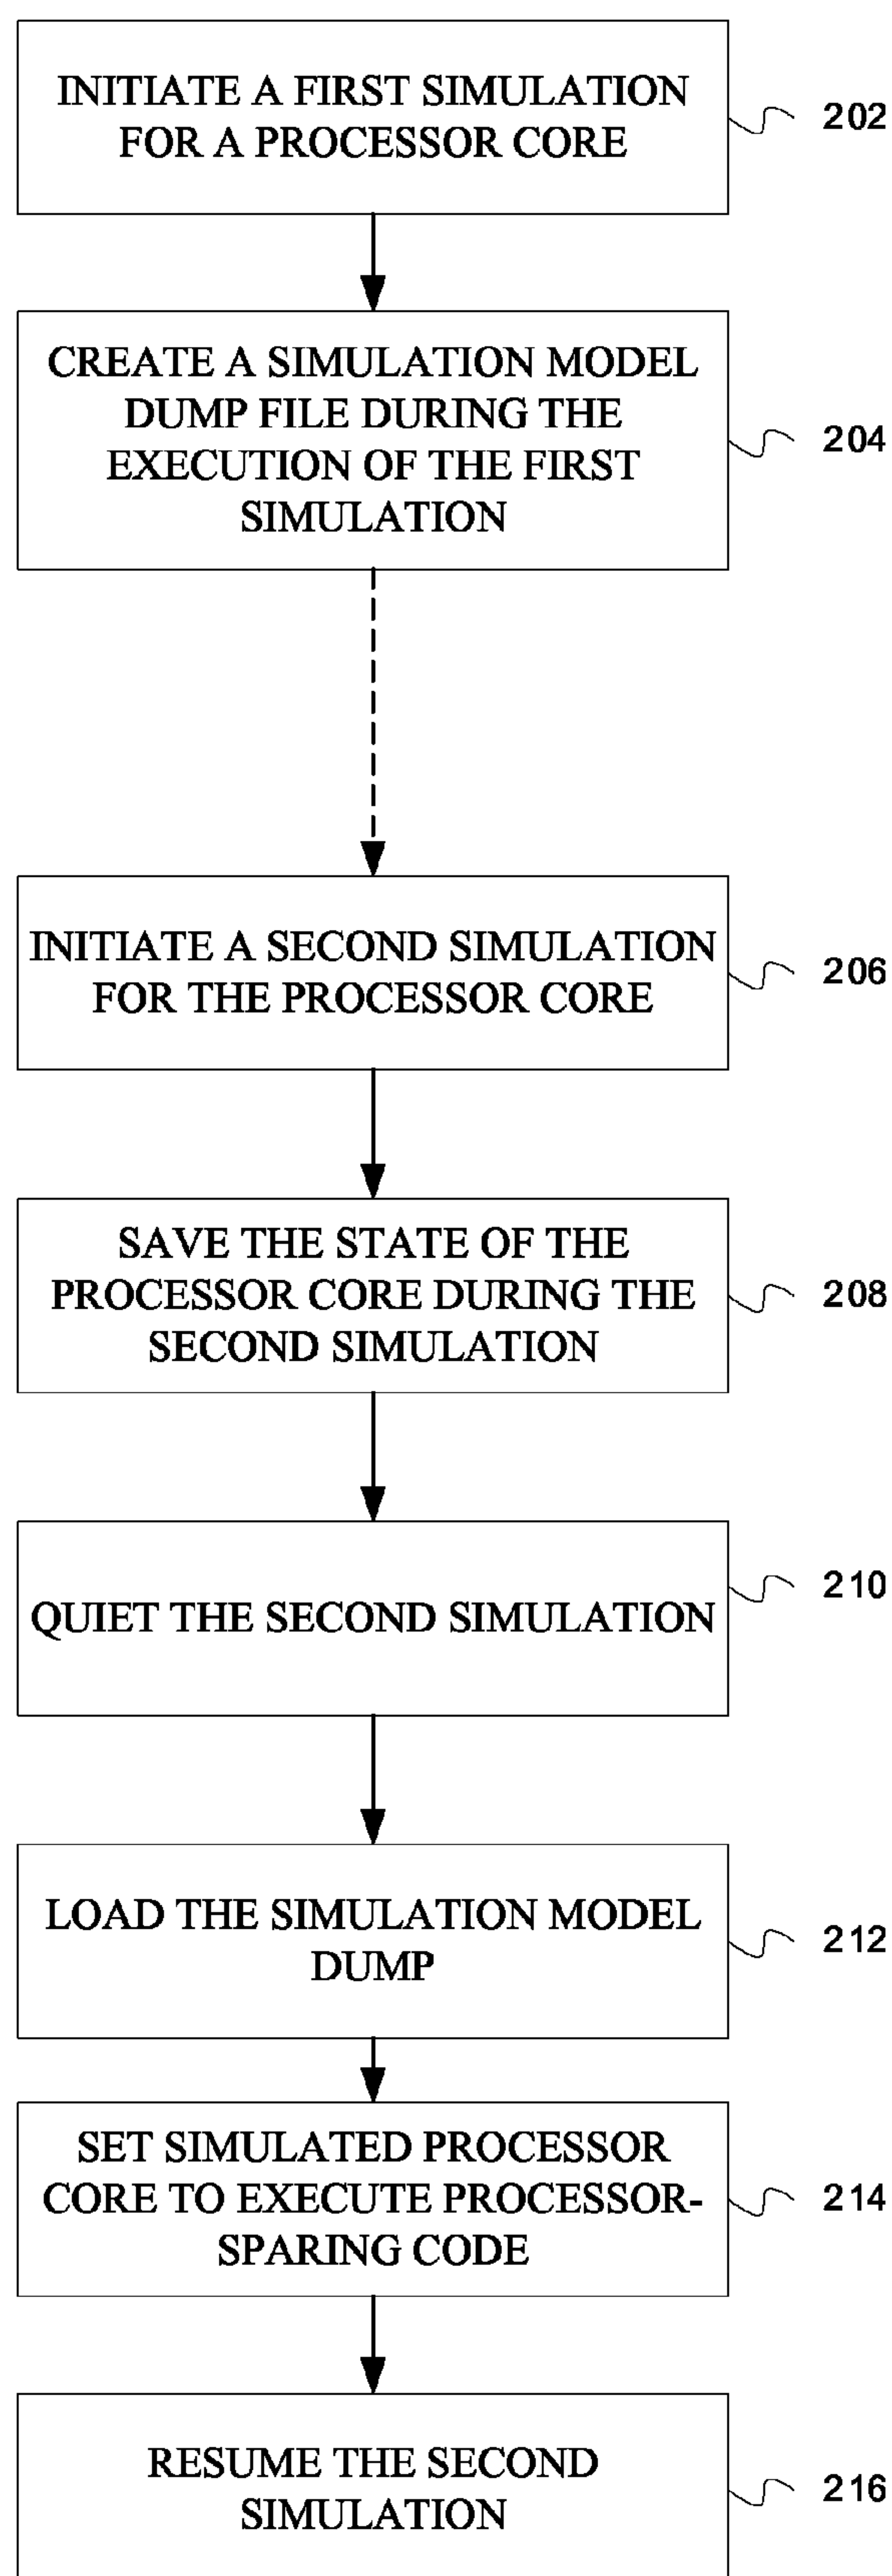 INITIATE A FIRST SIMULATION
FOR A PROCESSOR CORE
202
CREATE A SIMULATION MODEL
DUMP FILE DURING THE
EXECUTION OF THE FIRST
SIMULATION
204
INITIATE A SECOND SIMULATION
FOR THE PROCESSOR CORE
206
SAVE THE STATE OF THE
PROCESSOR CORE DURING THE
SECOND SIMULATION
208
QUIET THE SECOND SIMULATION
210
LOAD THE SIMULATION MODEL
DUMP
212
SET SIMULATED PROCESSOR
CORE TO EXECUTE PROCESSOR-
SPARING CODE
214
RESUME THE SECOND
SIMULATION
216